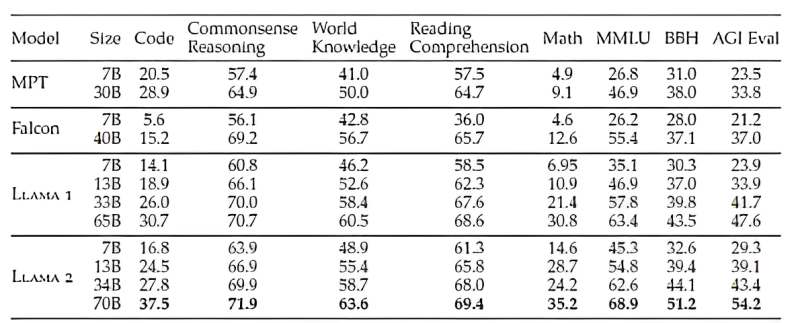 Model Size Code Commonsense Reasoning World Knowledge Reading Comprehension Math MMLU BBH AGI Eval
MPT
7B 20.5 57.4 41.0 57.5 4.9 26.8 31.0 23.5
30B 28.9 64.9 50.0 64.7 9.1 46.9 38.0 33.8
Falcon
7B 5.6 56.1 42.8 36.0 4.6 26.2 28.0 21.2
40B 15.2 69.2 56.7 65.7 12.6 55.4 37.1 37.0
LLAMA 1
7B 14.1 60.8 46.2 58.5 6.95 35.1 30.3 23.9
13B 18.9 66.1 52.6 62.3 10.9 46.9 37.0 33.9
33B 26.0 70.0 58.4 67.6 21.4 57.8 39.8 41.7
65B 30.7 70.7 60.5 68.6 30.8 63.4 43.5 47.6
LLAMA 2
7B 16.8 63.9 48.9 61.3 14.6 45.3 32.6 29.3
13B 24.5 66.9 55.4 65.8 28.7 54.8 39.4 39.1
34B 27.8 69.9 58.7 68.0 24.2 62.6 44.1 43.4
70B 37.5 71.9 63.6 69.4 35.2 68.9 51.2 54.2